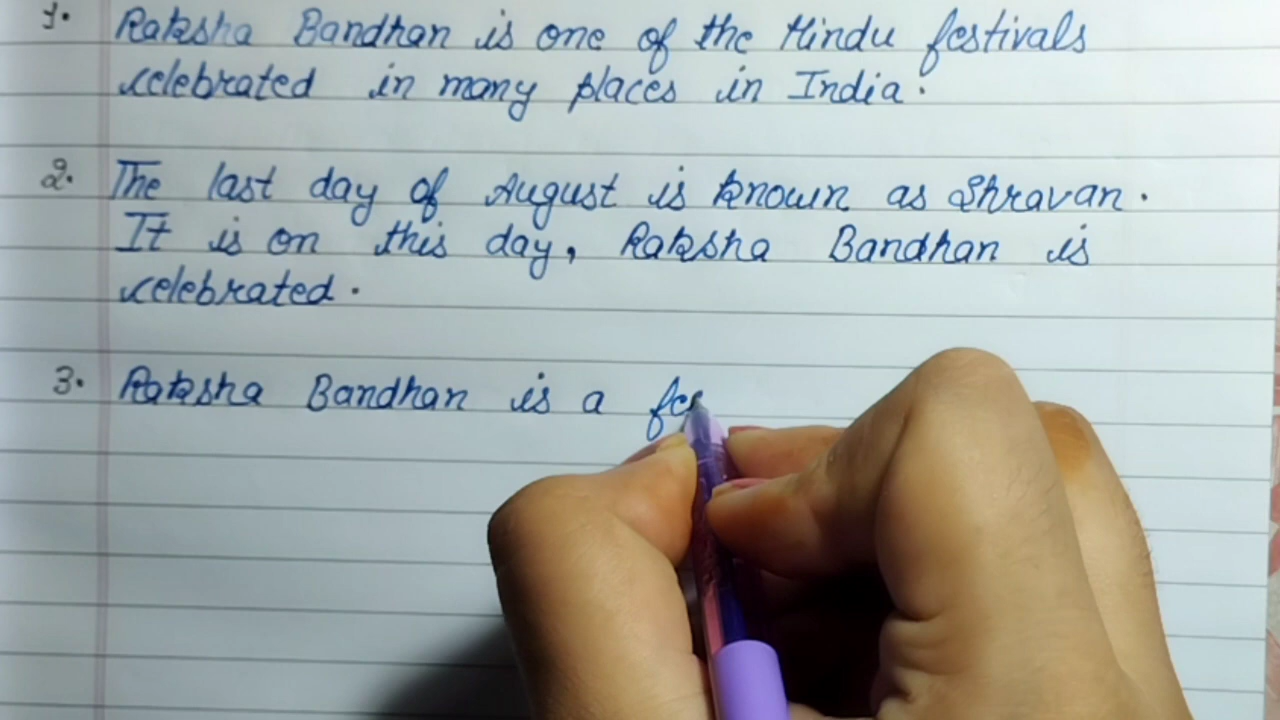 1. Raksha Bandhan is one of the Hindu festivals
celebrated in many places in India.
2. The last day of August is known as Shravan.
It is on this day, Raksha Bandhan is
celebrated.
3. Raksha Bandhan is a